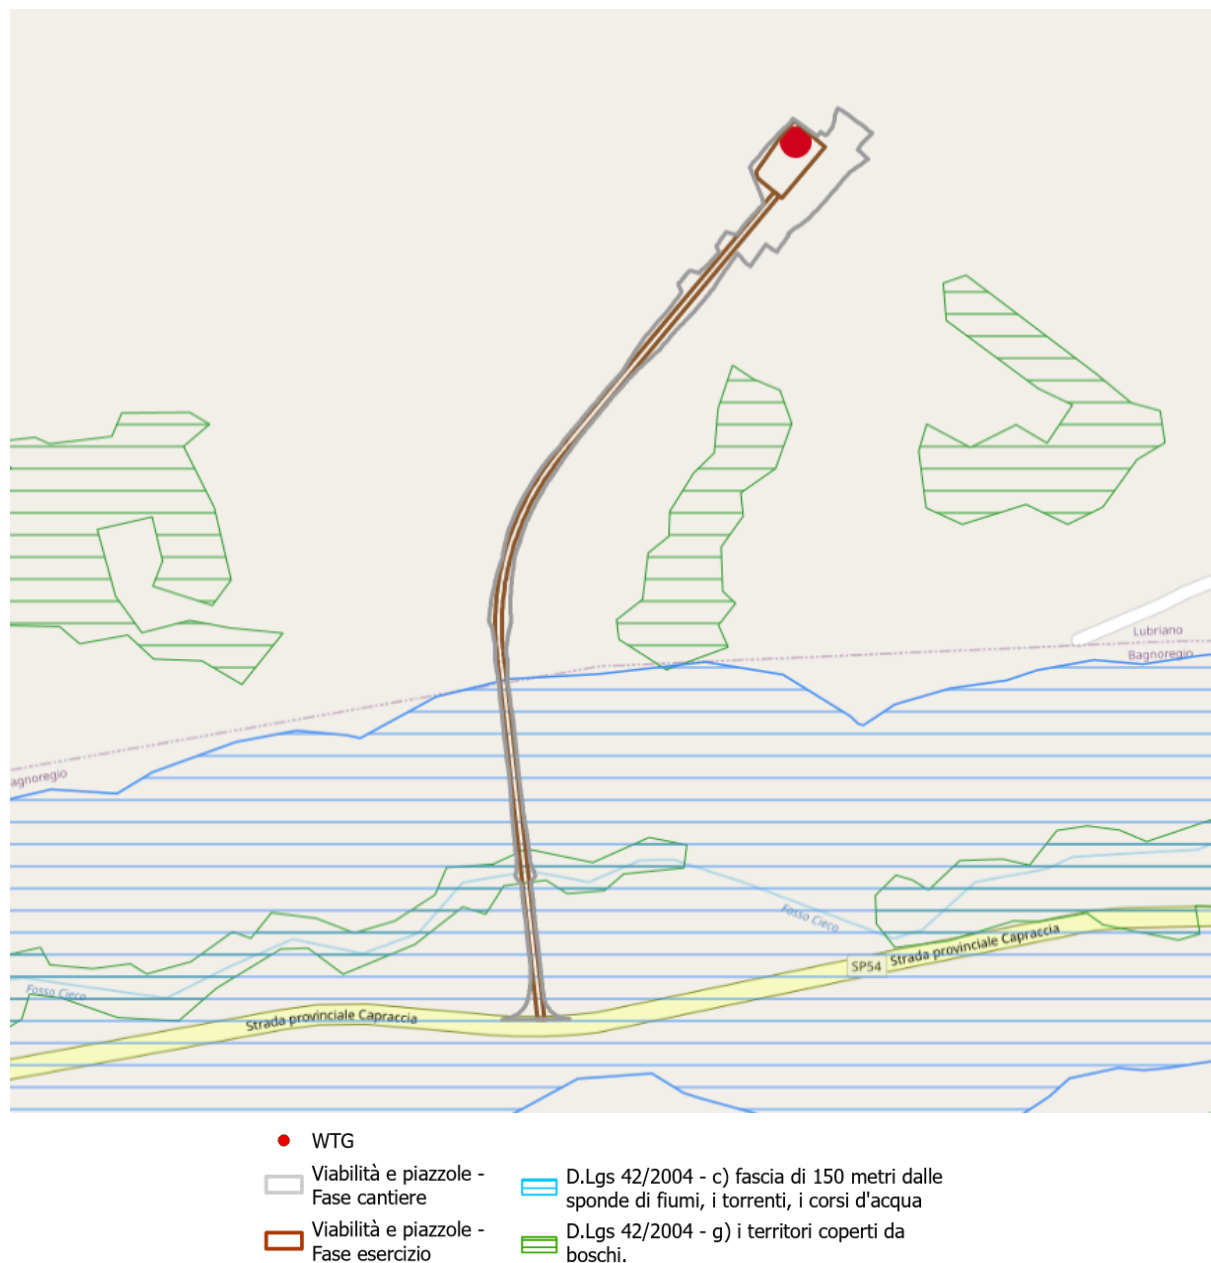 Lubriano
Bagnoregio
agnoregio
Fosso Cieco
SP54
Strada provinciale Capraccia
Fosso Cieco
Strada provinciale Capraccia
WTG
Viabilità e piazzole -
Fase cantiere
D.Lgs 42/2004 - c) fascia di 150 metri dalle
sponde di fiumi, i torrenti, i corsi d'acqua
Viabilità e piazzole -
Fase esercizio
D.Lgs 42/2004 - g) i territori coperti da
boschi.